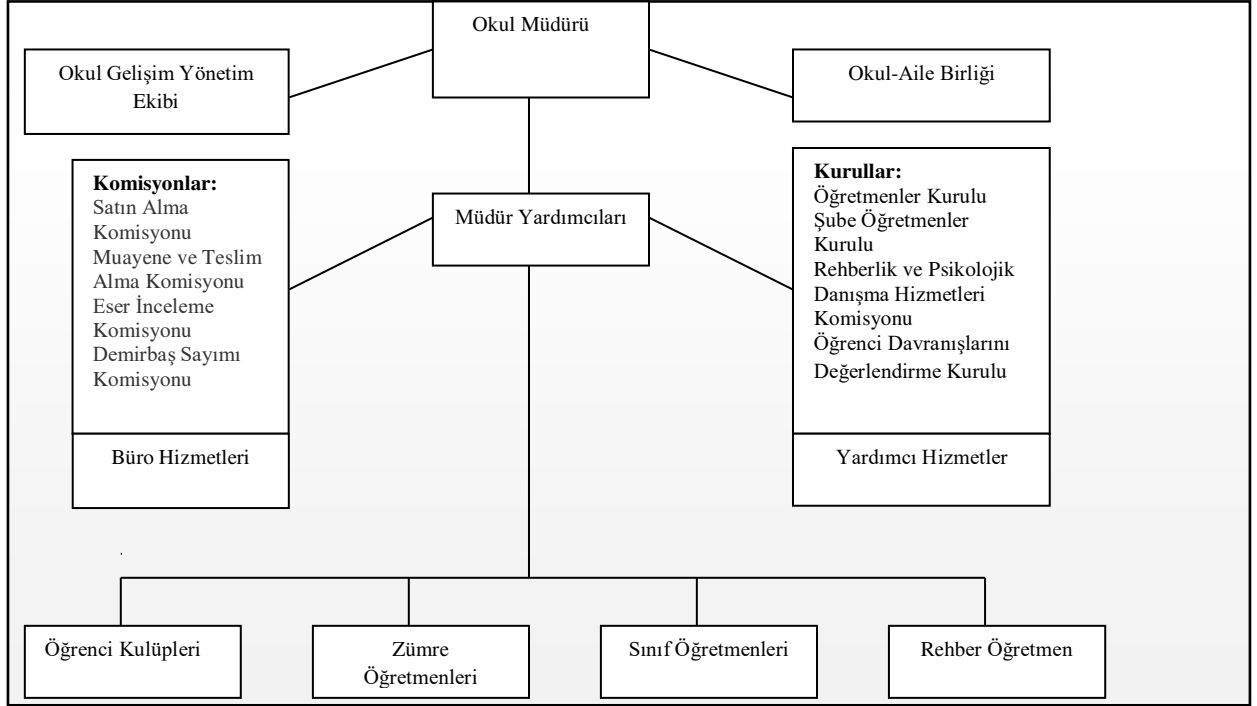 Okul Müdürü
Okul Gelişim Yönetim
Ekibi
Okul-Aile Birliği
Komisyonlar:
Satın Alma
Komisyonu
Muayene ve Teslim
Alma Komisyonu
Eser İnceleme
Komisyonu
Demirbaş Sayımı
Komisyonu
Müdür Yardımcıları
Kurullar:
Öğretmenler Kurulu
Şube Öğretmenler
Kurulu
Rehberlik ve Psikolojik
Danışma Hizmetleri
Komisyonu
Öğrenci Davranışlarını
Değerlendirme Kurulu
Büro Hizmetleri
Yardımcı Hizmetler
Öğrenci Kulüpleri
Zümre
Öğretmenleri
Sınıf Öğretmenleri
Rehber Öğretmen